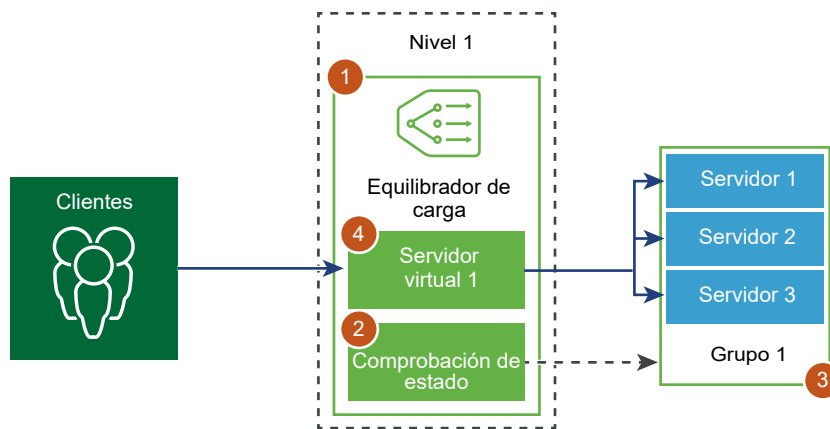 Nivel 1
1
Equilibrador de
carga
Clientes
4
Servidor
virtual 1
2
Comprobación de
estado
Servidor 1
Servidor 2
Servidor 3
Grupo 1
3